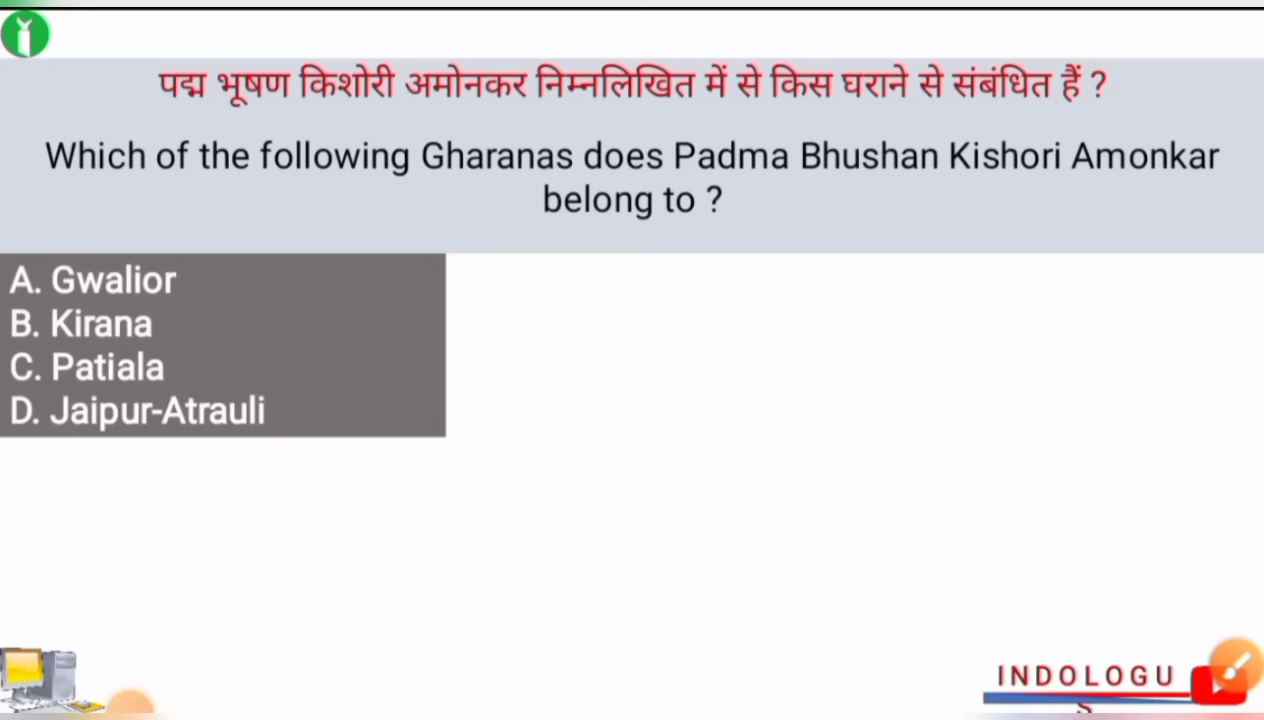 पद्म भूषण किशोरी अमोनकर निम्नलिखित में से किस घराने से संबंधित हैं ?
Which of the following Gharanas does Padma Bhushan Kishori Amonkar
belong to ?
A. Gwalior
B. Kirana
C. Patiala
D. Jaipur-Atrauli
INDOLOGU
S